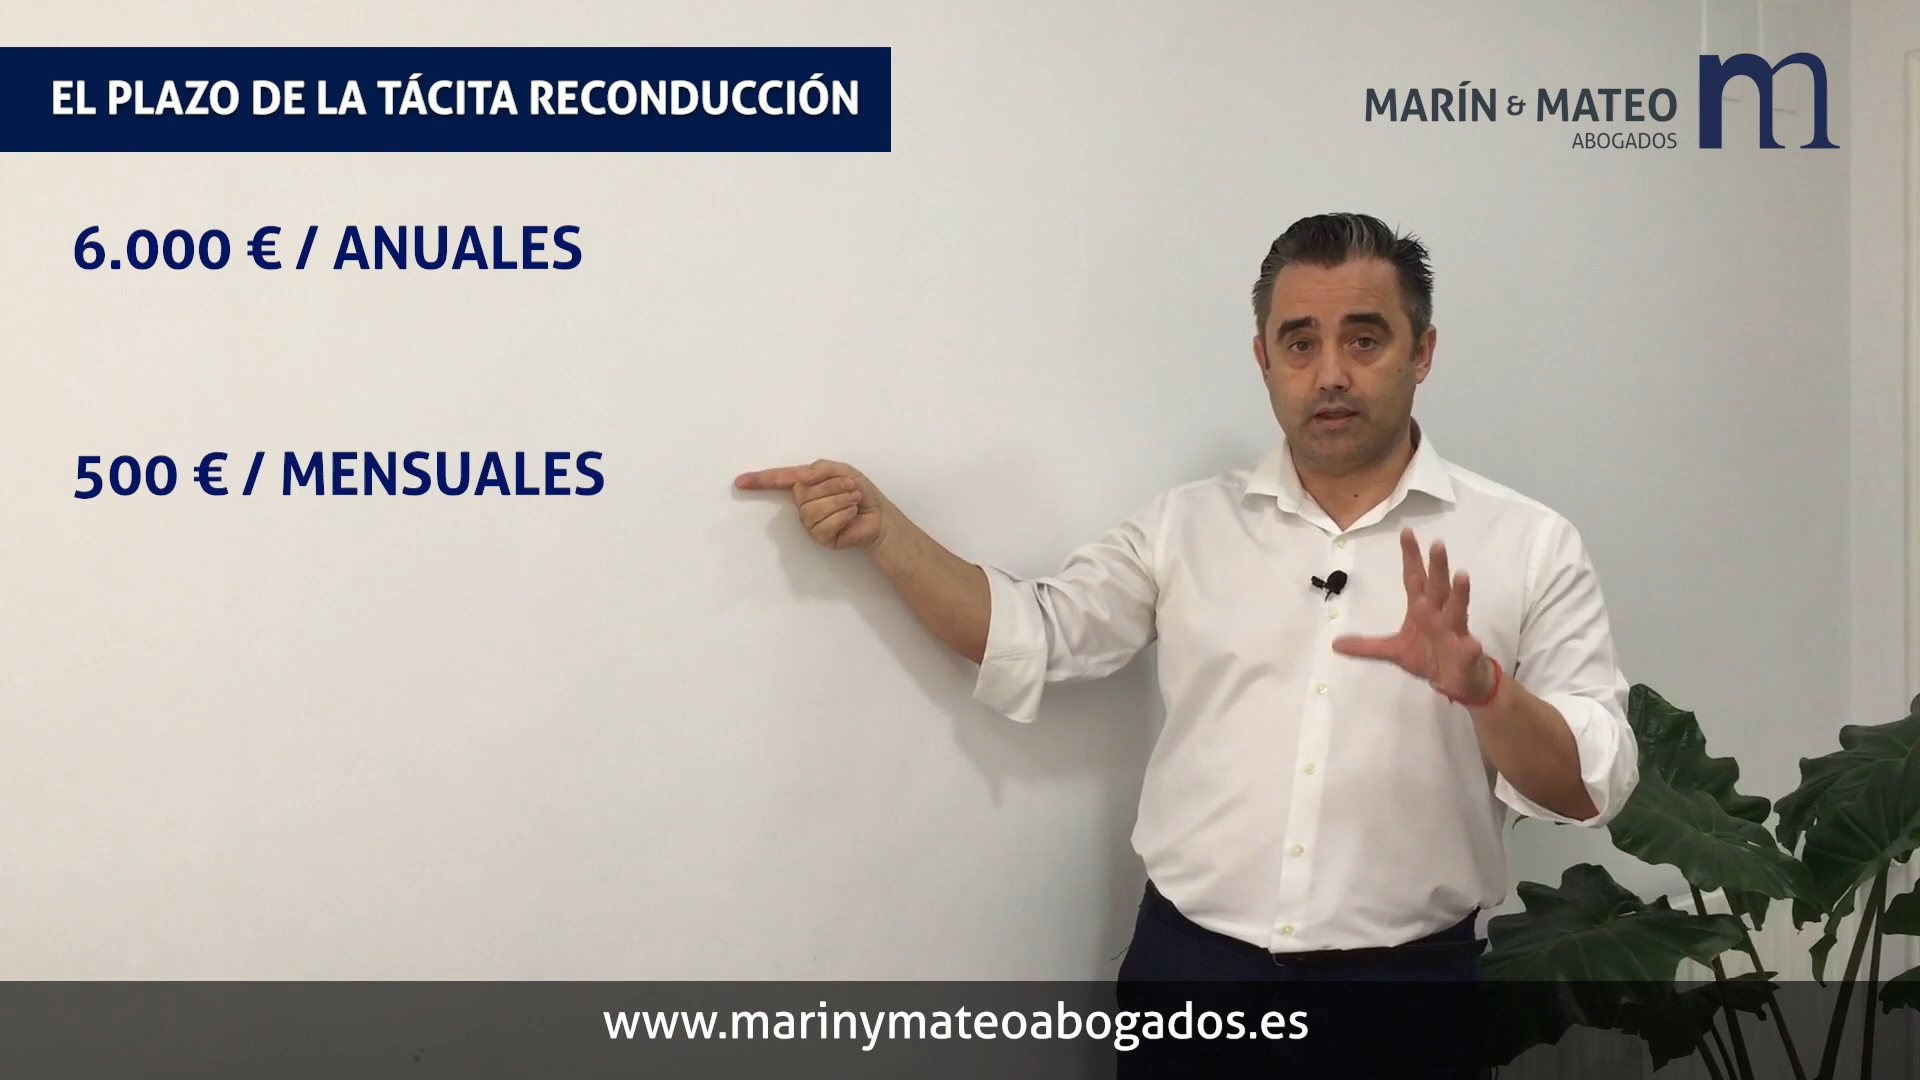 EL PLAZO DE LA TÁCITA RECONDUCCIÓN
MARÍN & MATEO
ABOGADOS
m
6.000 € / ANUALES
500 € / MENSUALES
www.marinymateoabogados.es